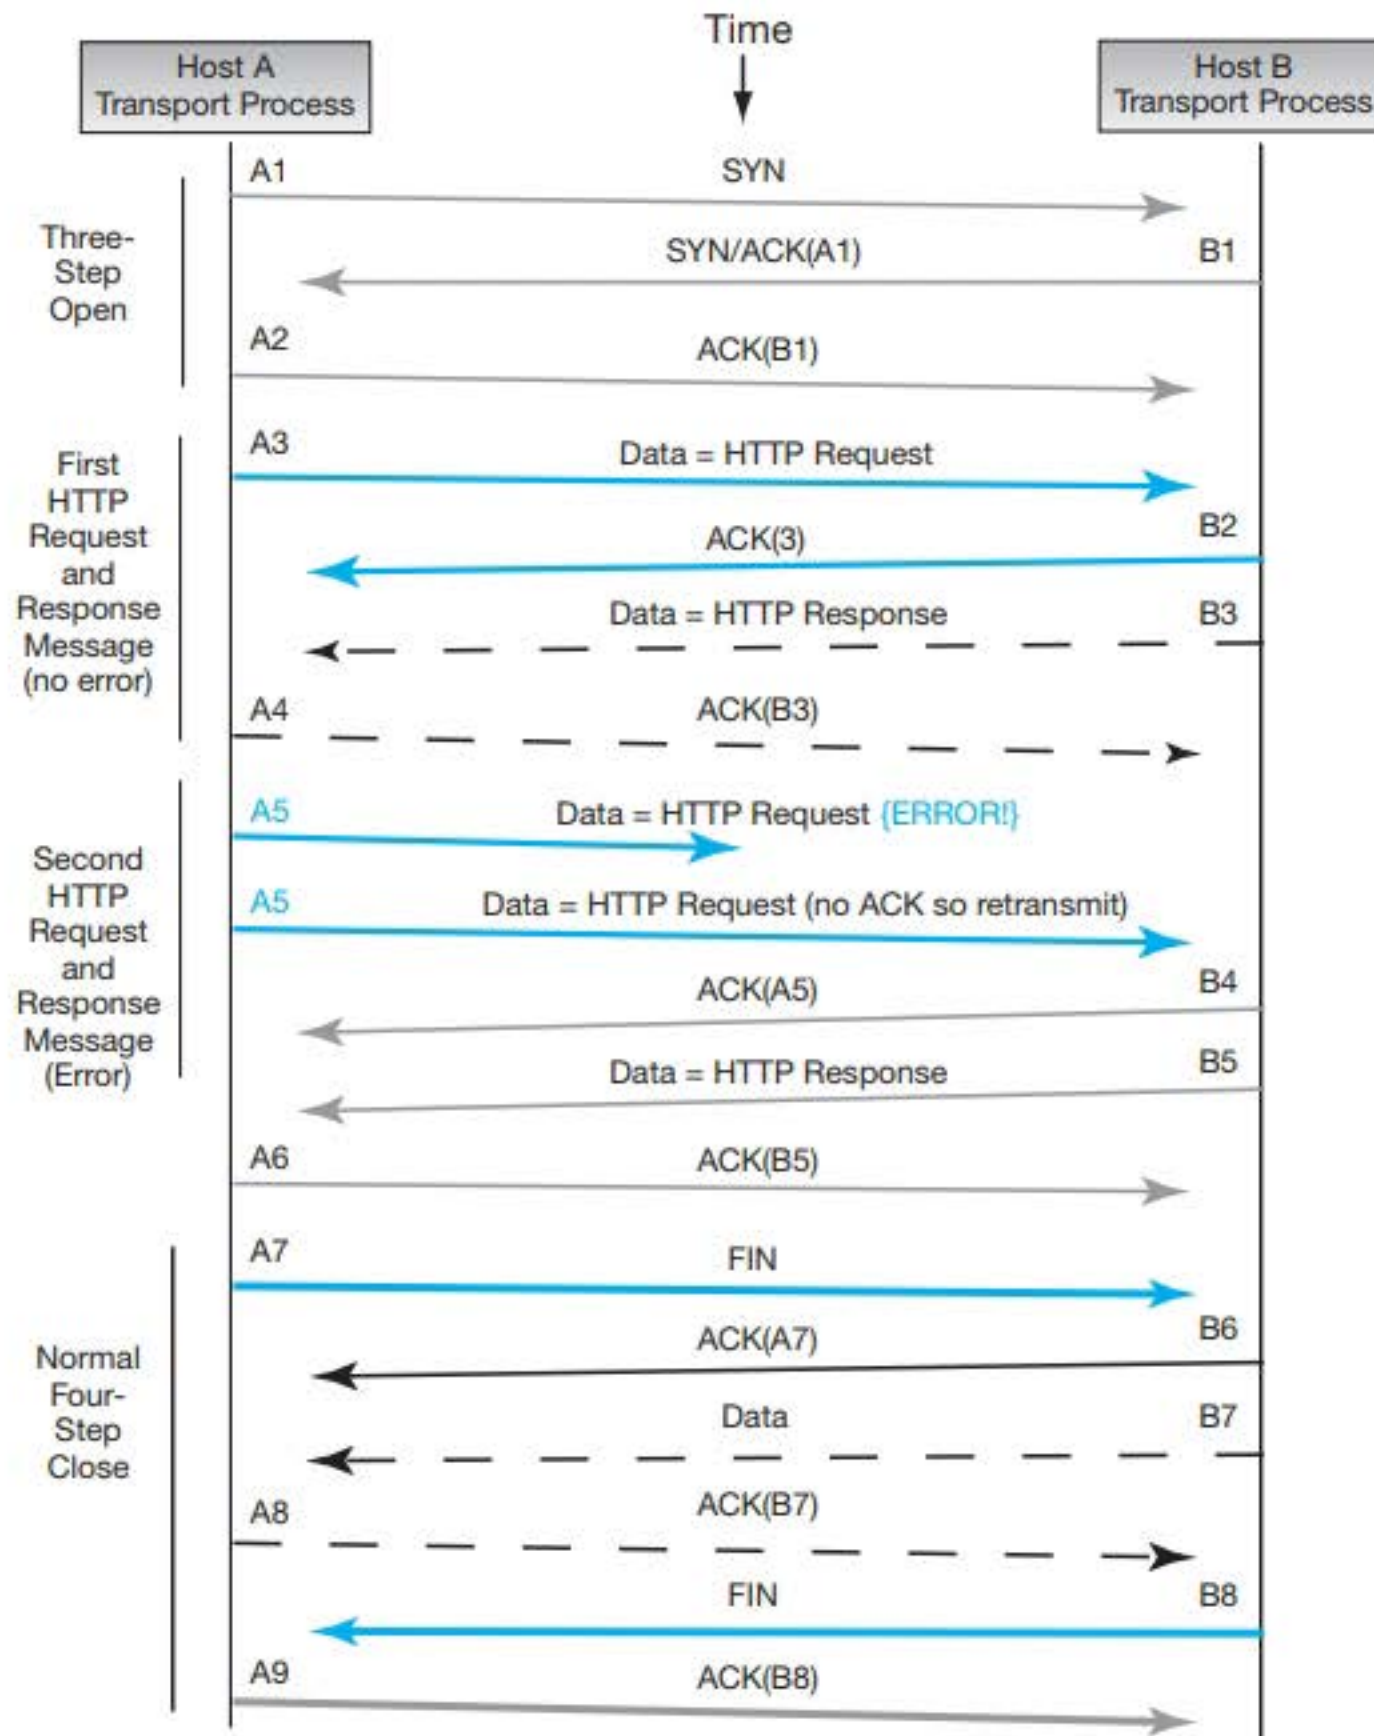 Time
Host A
Transport Process
Host B
Transport Process
Three-
Step
Open
A1
SYN
SYN/ACK(A1)
B1
A2
ACK(B1)
First
HTTP
Request
and
Response
Message
(no error)
A3
Data = HTTP Request
ACK(3)
B2
Data = HTTP Response
B3
A4
ACK(B3)
Second
HTTP
Request
and
Response
Message
(Error)
A5
Data = HTTP Request {ERROR!}
A5
Data = HTTP Request (no ACK so retransmit)
ACK(A5)
B4
Data = HTTP Response
B5
A6
ACK(B5)
Normal
Four-
Step
Close
A7
FIN
ACK(A7)
B6
Data
B7
A8
ACK(B7)
FIN
B8
A9
ACK(B8)